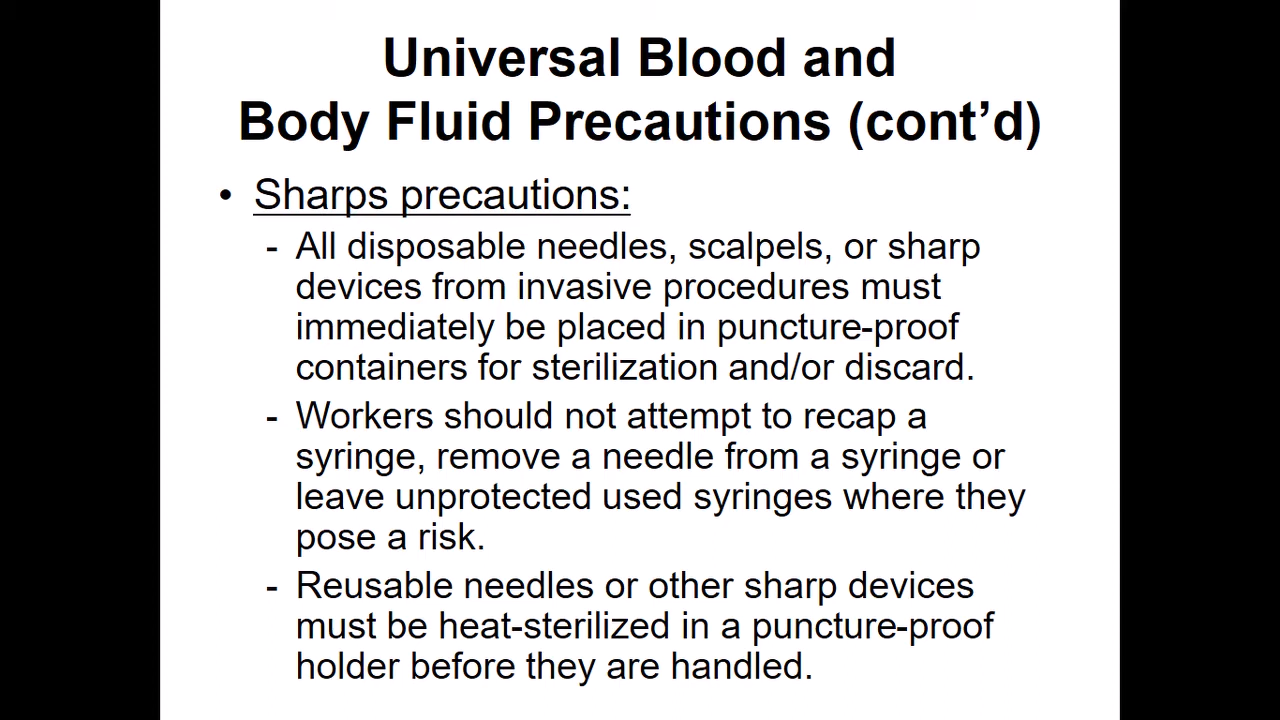 Universal Blood and
Body Fluid Precautions (cont’d)
• Sharps precautions:
- All disposable needles, scalpels, or sharp
devices from invasive procedures must
immediately be placed in puncture-proof
containers for sterilization and/or discard.
- Workers should not attempt to recap a
syringe, remove a needle from a syringe or
leave unprotected used syringes where they
pose a risk.
- Reusable needles or other sharp devices
must be heat-sterilized in a puncture-proof
holder before they are handled.